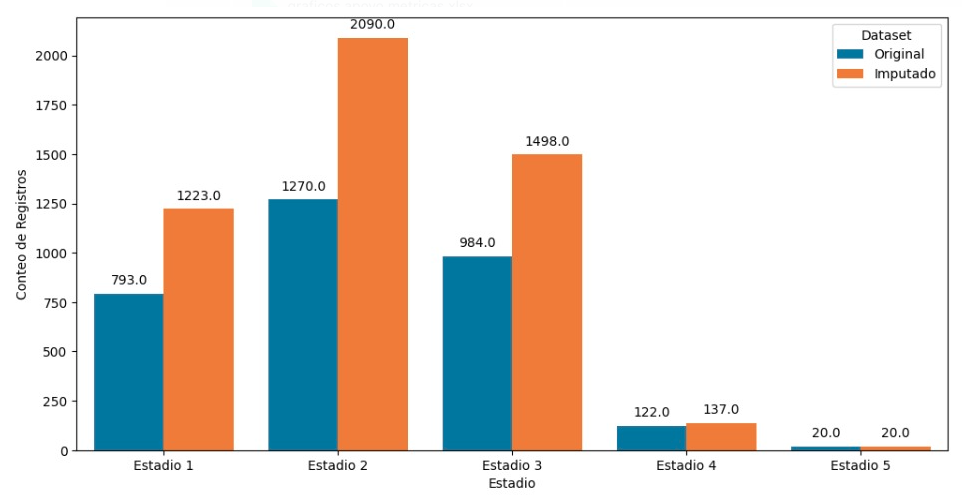 2090.0
Dataset
Original
Imputado
2000
1750
1500
1250
1000
750
500
250
0
Conteo de Registros
793.0
1223.0
1270.0
984.0
1498.0
122.0
137.0
20.0
20.0
Estadio 1
Estadio 2
Estadio 3
Estadio 4
Estadio 5
Estadio